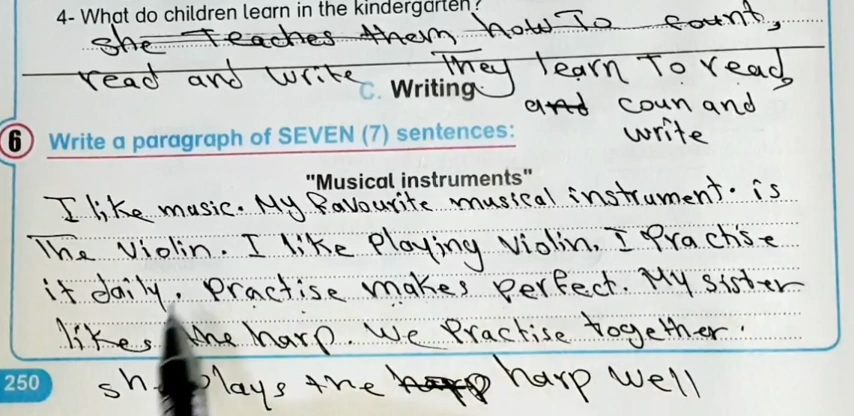 4- What do children learn in the kindergarten?
she Teaches them how To count,
read and write They learn To read,
C. Writing
and coun and
write
6 Write a paragraph of SEVEN (7) sentences:
"Musical instruments"
I like music. My favourite musical instrument. is
The violin. I like Playing violin. I Practise
it daily. Practise makes perfect. My sister
likes the harp. We Practise together.
plays the harp well
250